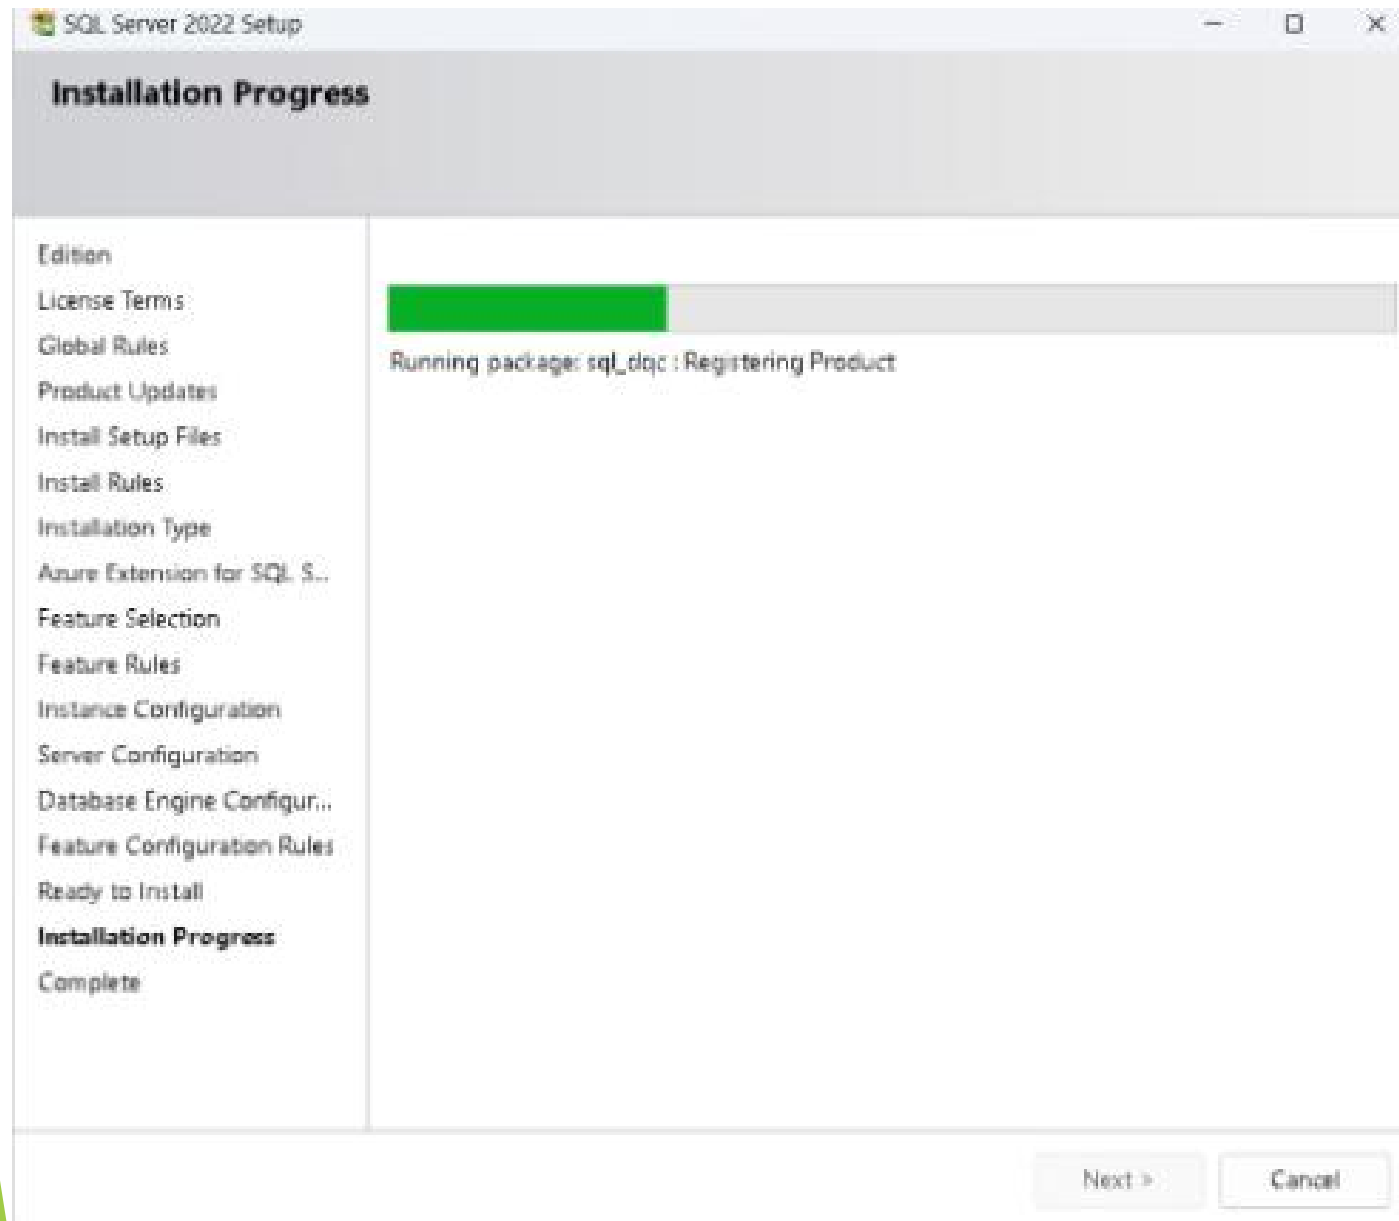 SQL Server 2022 Setup
Installation Progress
Edition
License Terms
Global Rules
Product Updates
Install Setup Files
Install Rules
Installation Type
Azure Extension for SQL S...
Feature Selection
Feature Rules
Instance Configuration
Server Configuration
Database Engine Configur...
Feature Configuration Rules
Ready to Install
Installation Progress
Complete
Running package: sql_dqc : Registering Product
Next >
Cancel